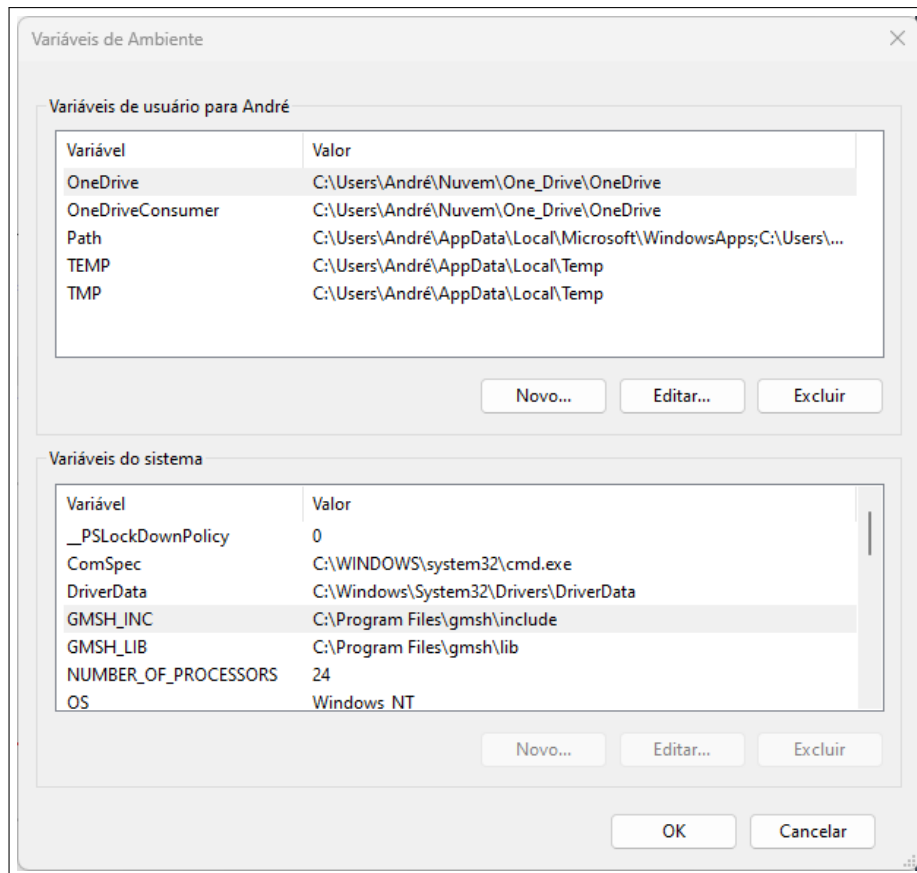 Variáveis de Ambiente
Variáveis de usuário para André
Variável Valor
OneDrive C:\Users\André\Nuvem\One_Drive\OneDrive
OneDriveConsumer C:\Users\André\Nuvem\One_Drive\OneDrive
Path C:\Users\André\AppData\Local\Microsoft\WindowsApps;C:\Users\...
TEMP C:\Users\André\AppData\Local\Temp
TMP C:\Users\André\AppData\Local\Temp
Novo... Editar... Excluir
Variáveis do sistema
Variável Valor
__PSLockDownPolicy 0
ComSpec C:\WINDOWS\system32\cmd.exe
DriverData C:\Windows\System32\Drivers\DriverData
GMSH_INC C:\Program Files\gmsh\include
GMSH_LIB C:\Program Files\gmsh\lib
NUMBER_OF_PROCESSORS 24
OS Windows_NT
Novo... Editar... Excluir
OK Cancelar